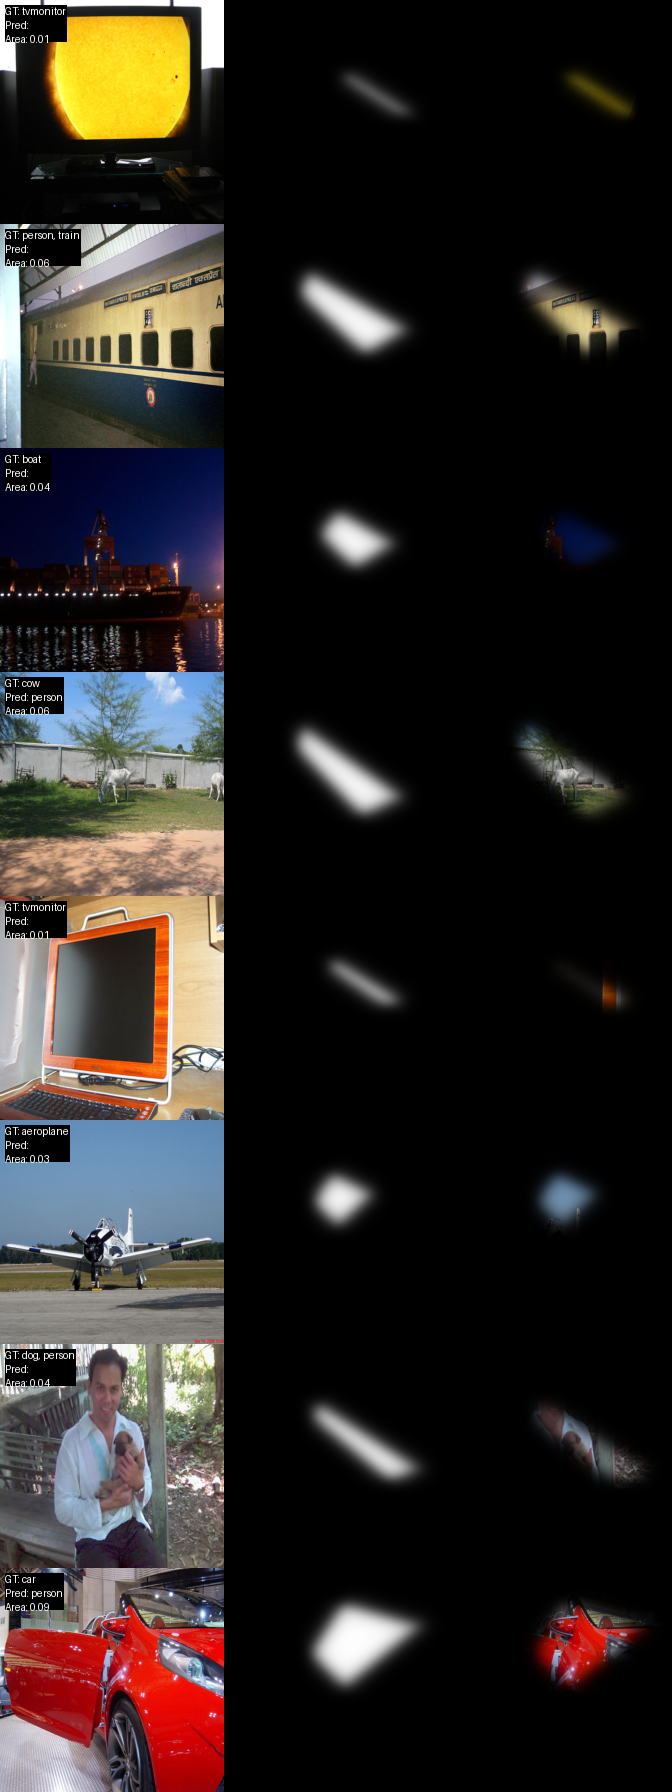 GT: tvmonitor
Pred:
Area: 0.01
GT: person, train
Pred:
Area: 0.06
GT: boat
Pred:
Area: 0.04
GT: cow
Pred: person
Area: 0.06
GT: tvmonitor
Pred:
Area: 0.01
GT: aeroplane
Pred:
Area: 0.03
GT: dog, person
Pred:
Area: 0.04
GT: car
Pred: person
Area: 0.09